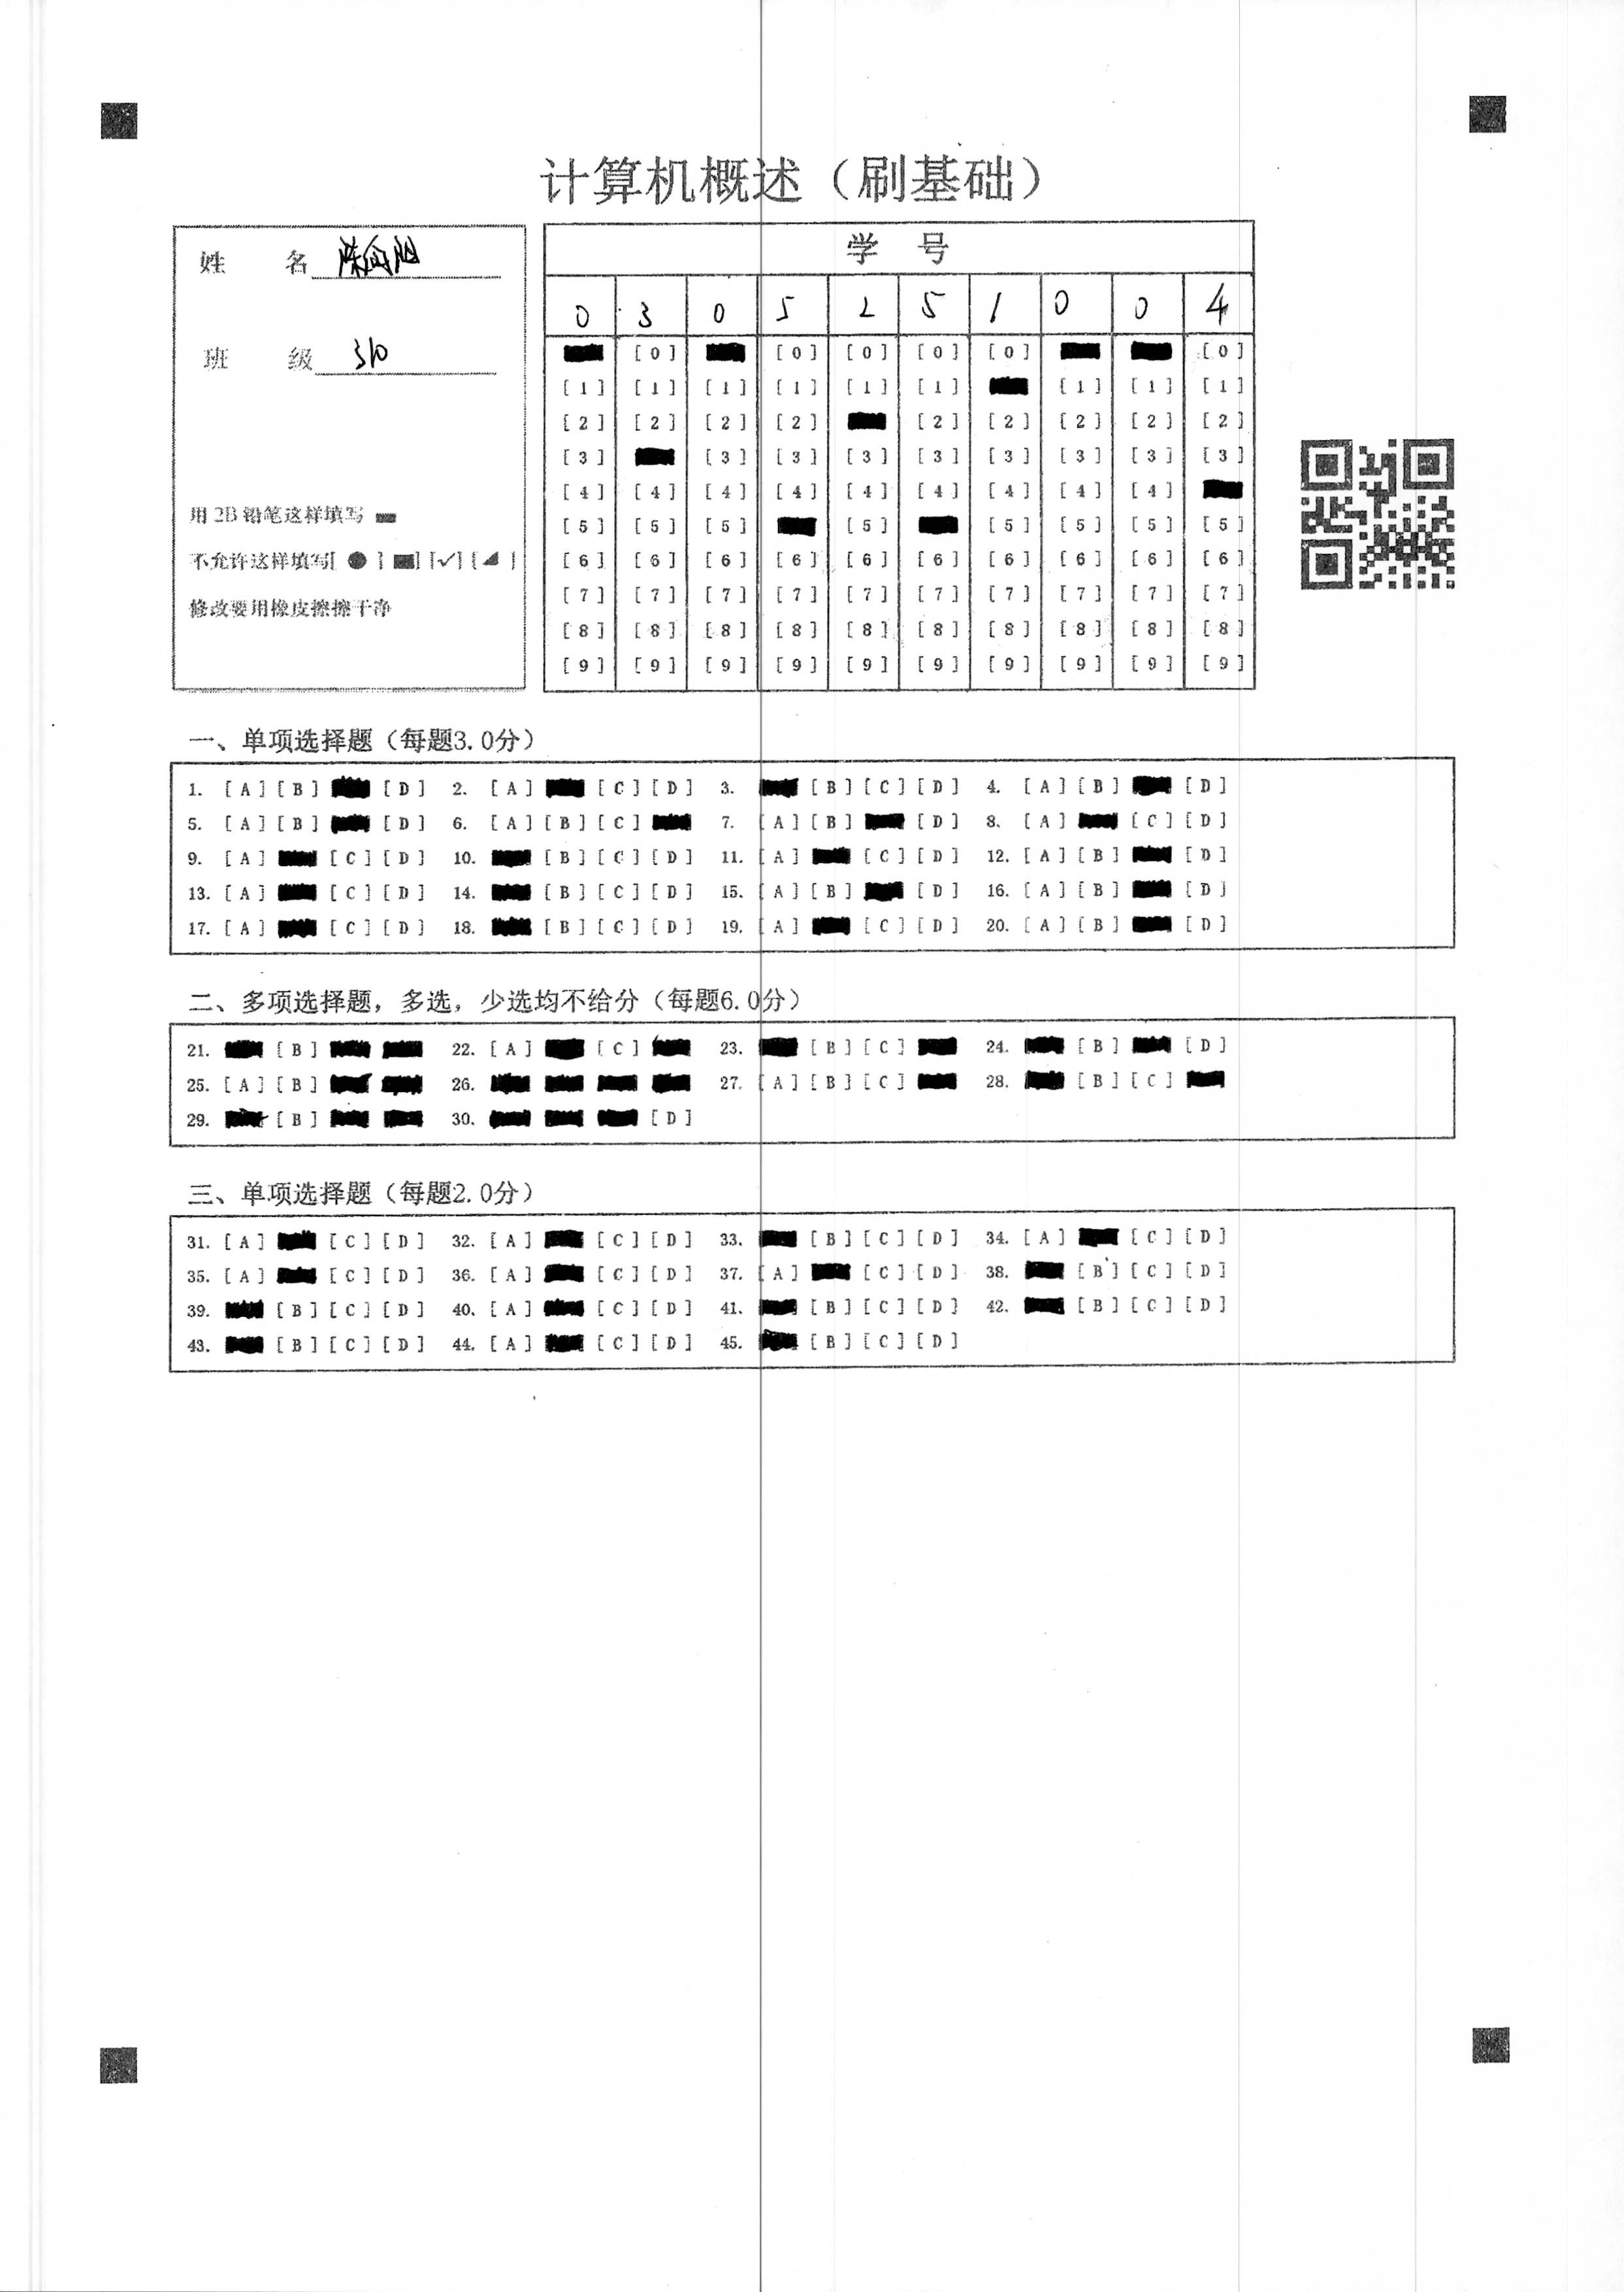 计算机概述（刷基础）
姓 名
班 级 310
用 2B 铅笔这样填写
不允许这样填写[ ● ] [■] [✓] [◢ ]
修改要用橡皮擦擦干净
学 号
0 3 0 5 2 5 1 0 0 4
[0] [0] [0] [0] [0] [0]
[1] [1] [1] [1] [1] [1] [1] [1] [1]
[2] [2] [2] [2] [2] [2] [2] [2] [2]
[3] [3] [3] [3] [3] [3] [3] [3] [3]
[4] [4] [4] [4] [4] [4] [4] [4] [4]
[5] [5] [5] [5] [5] [5] [5] [5]
[6] [6] [6] [6] [6] [6] [6] [6] [6] [6]
[7] [7] [7] [7] [7] [7] [7] [7] [7] [7]
[8] [8] [8] [8] [8] [8] [8] [8] [8] [8]
[9] [9] [9] [9] [9] [9] [9] [9] [9] [9]
一、单项选择题（每题3.0分）
1. [A] [B] [D] 2. [A] [C] [D] 3. [B] [C] [D] 4. [A] [B] [D]
5. [A] [B] [D] 6. [A] [B] [C] 7. [A] [B] [D] 8. [A] [C] [D]
9. [A] [C] [D] 10. [B] [C] [D] 11. [A] [C] [D] 12. [A] [B] [D]
13. [A] [C] [D] 14. [B] [C] [D] 15. [A] [B] [D] 16. [A] [B] [D]
17. [A] [C] [D] 18. [B] [C] [D] 19. [A] [C] [D] 20. [A] [B] [D]
二、多项选择题，多选，少选均不给分（每题6.0分）
21. [B] 22. [A] [C] 23. [B] [C] 24. [B] [D]
25. [A] [B] 26. 27. [A] [B] [C] 28. [B] [C]
29. [B] 30. [D]
三、单项选择题（每题2.0分）
31. [A] [C] [D] 32. [A] [C] [D] 33. [B] [C] [D] 34. [A] [C] [D]
35. [A] [C] [D] 36. [A] [C] [D] 37. [A] [C] [D] 38. [B] [C] [D]
39. [B] [C] [D] 40. [A] [C] [D] 41. [B] [C] [D] 42. [B] [C] [D]
43. [B] [C] [D] 44. [A] [C] [D] 45. [B] [C] [D]